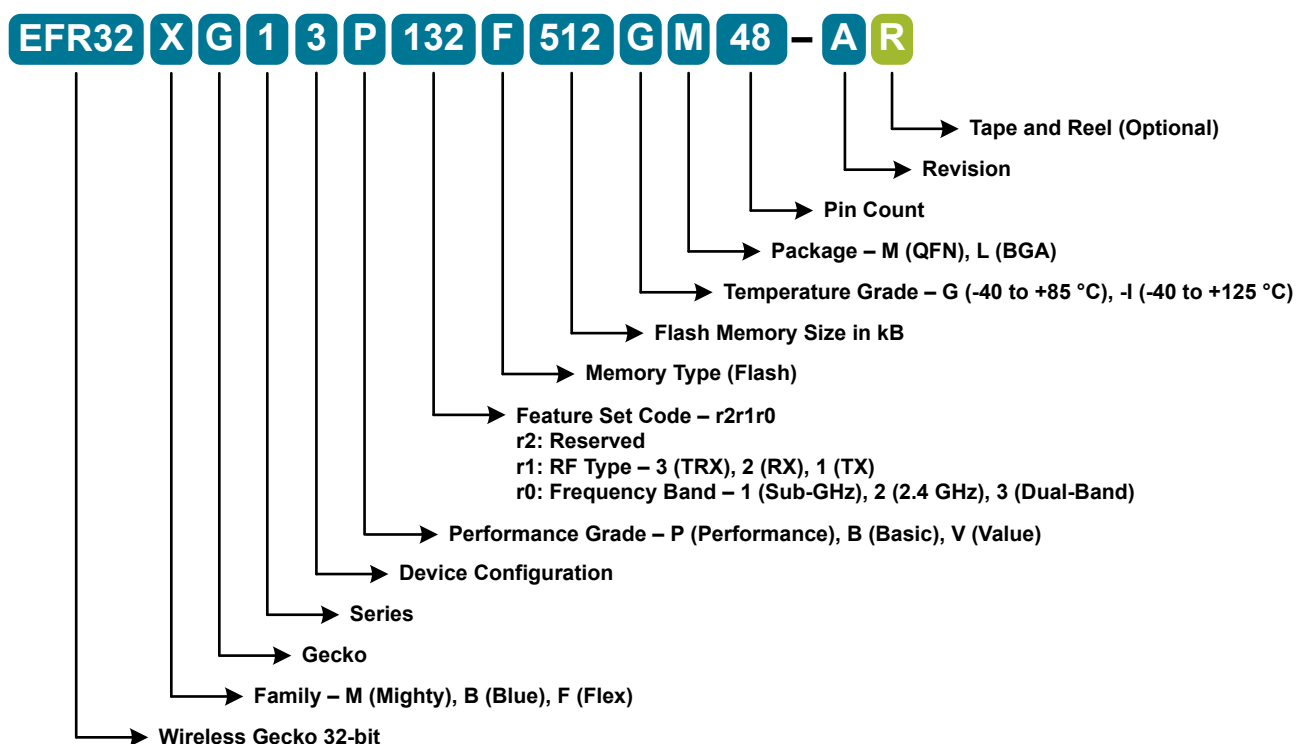 EFR32 X G 1 3 P 132 F 512 G M 48 – A R
Tape and Reel (Optional)
Revision
Pin Count
Package – M (QFN), L (BGA)
Temperature Grade – G (-40 to +85 °C), -I (-40 to +125 °C)
Flash Memory Size in kB
Memory Type (Flash)
Feature Set Code – r2r1r0
r2: Reserved
r1: RF Type – 3 (TRX), 2 (RX), 1 (TX)
r0: Frequency Band – 1 (Sub-GHz), 2 (2.4 GHz), 3 (Dual-Band)
Performance Grade – P (Performance), B (Basic), V (Value)
Device Configuration
Series
Gecko
Family – M (Mighty), B (Blue), F (Flex)
Wireless Gecko 32-bit